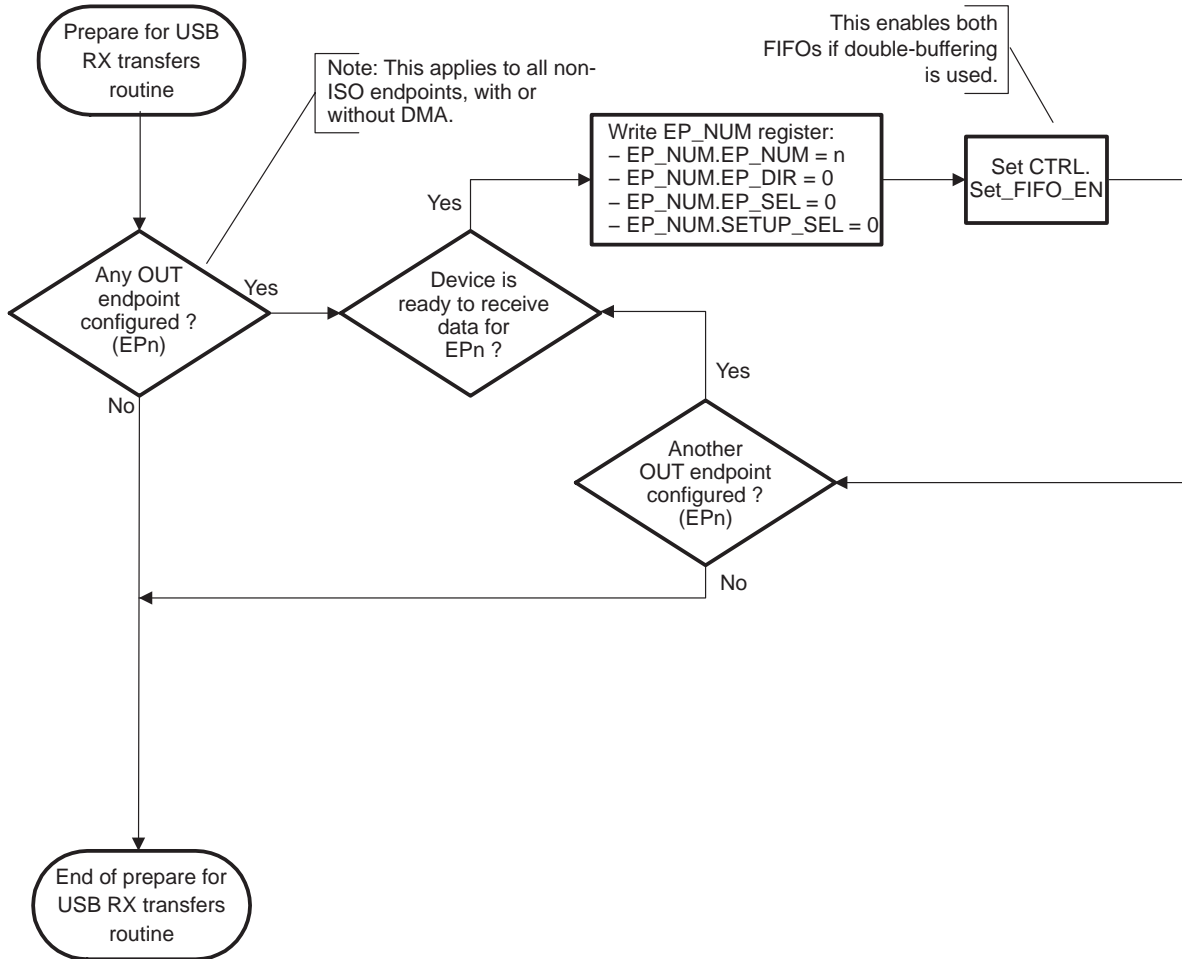 Prepare for USB
RX transfers
routine
Note: This applies to all non-
ISO endpoints, with or
without DMA.
This enables both
FIFOs if double-buffering
is used.
Write EP_NUM register:
– EP_NUM.EP_NUM = n
– EP_NUM.EP_DIR = 0
– EP_NUM.EP_SEL = 0
– EP_NUM.SETUP_SEL = 0
Set CTRL.
Set_FIFO_EN
Yes
Any OUT
endpoint
configured ?
(EPn)
Yes
No
Device is
ready to receive
data for
EPn ?
Yes
Another
OUT endpoint
configured ?
(EPn)
No
End of prepare for
USB RX transfers
routine